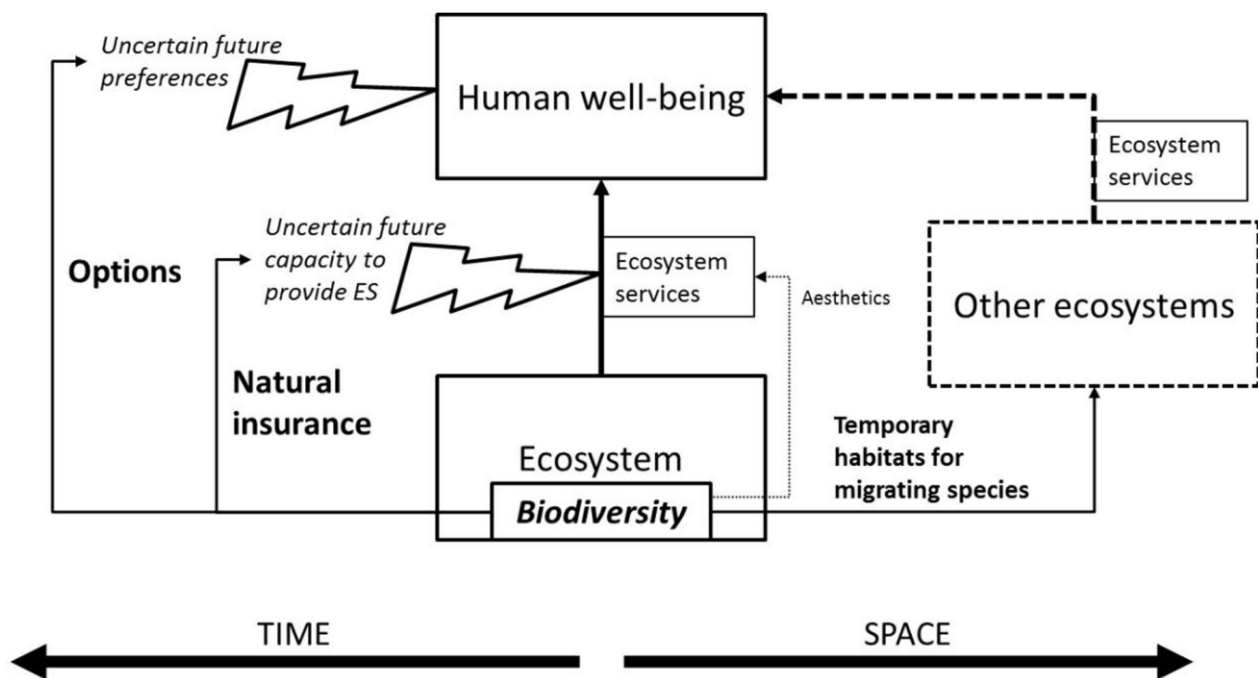 Uncertain future
preferences
Human well-being
Ecosystem
services
Uncertain future
capacity to
provide ES
Options
Ecosystem
services
Aesthetics
Other ecosystems
Natural
insurance
Temporary
habitats for
migrating species
Ecosystem
Biodiversity
TIME
SPACE